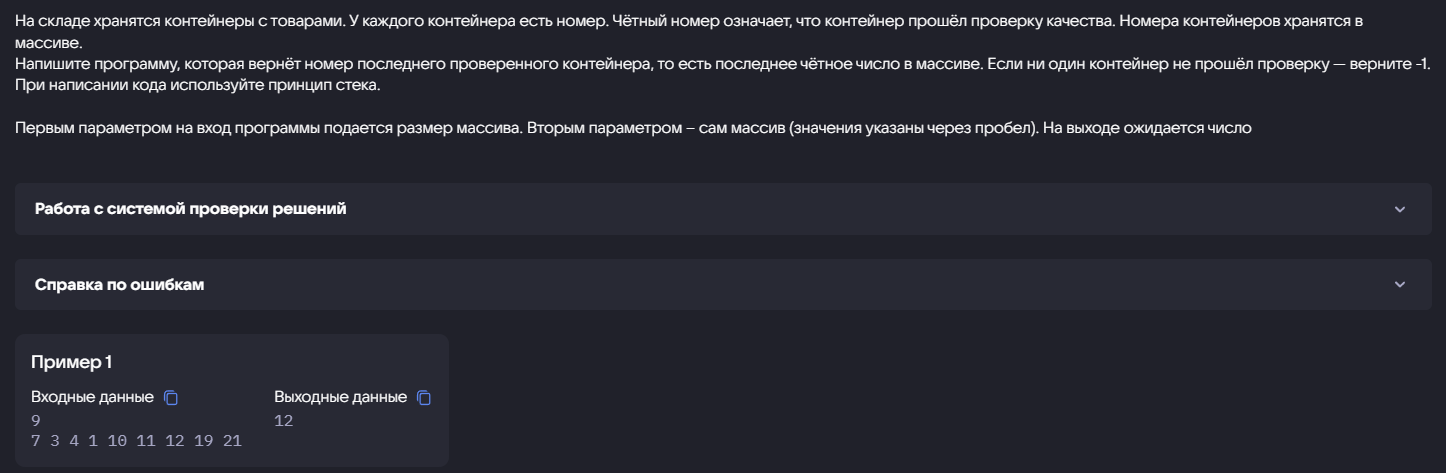 На складе хранятся контейнеры с товарами. У каждого контейнера есть номер. Чётный номер означает, что контейнер прошёл проверку качества. Номера контейнеров хранятся в
массиве.
Напишите программу, которая вернёт номер последнего проверенного контейнера, то есть последнее чётное число в массиве. Если ни один контейнер не прошёл проверку — верните -1.
При написании кода используйте принцип стека.
Первым параметром на вход программы подается размер массива. Вторым параметром – сам массив (значения указаны через пробел). На выходе ожидается число
Работа с системой проверки решений
Справка по ошибкам
Пример 1
Входные данные Выходные данные
9 12
7 3 4 1 10 11 12 19 21